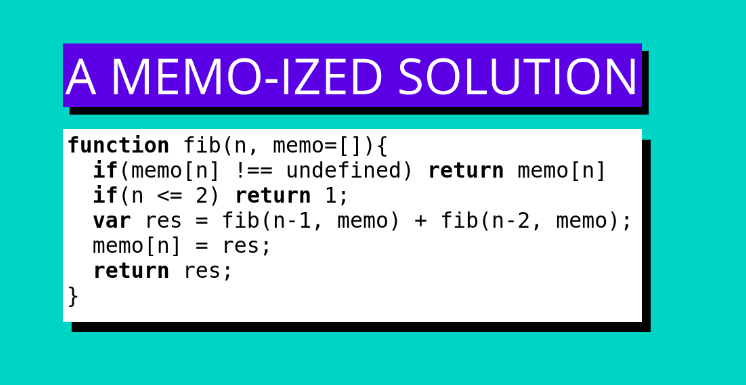 A MEMO-IZED SOLUTION
function fib(n, memo=[]){
  if(memo[n] !== undefined) return memo[n]
  if(n <= 2) return 1;
  var res = fib(n-1, memo) + fib(n-2, memo);
  memo[n] = res;
  return res;
}